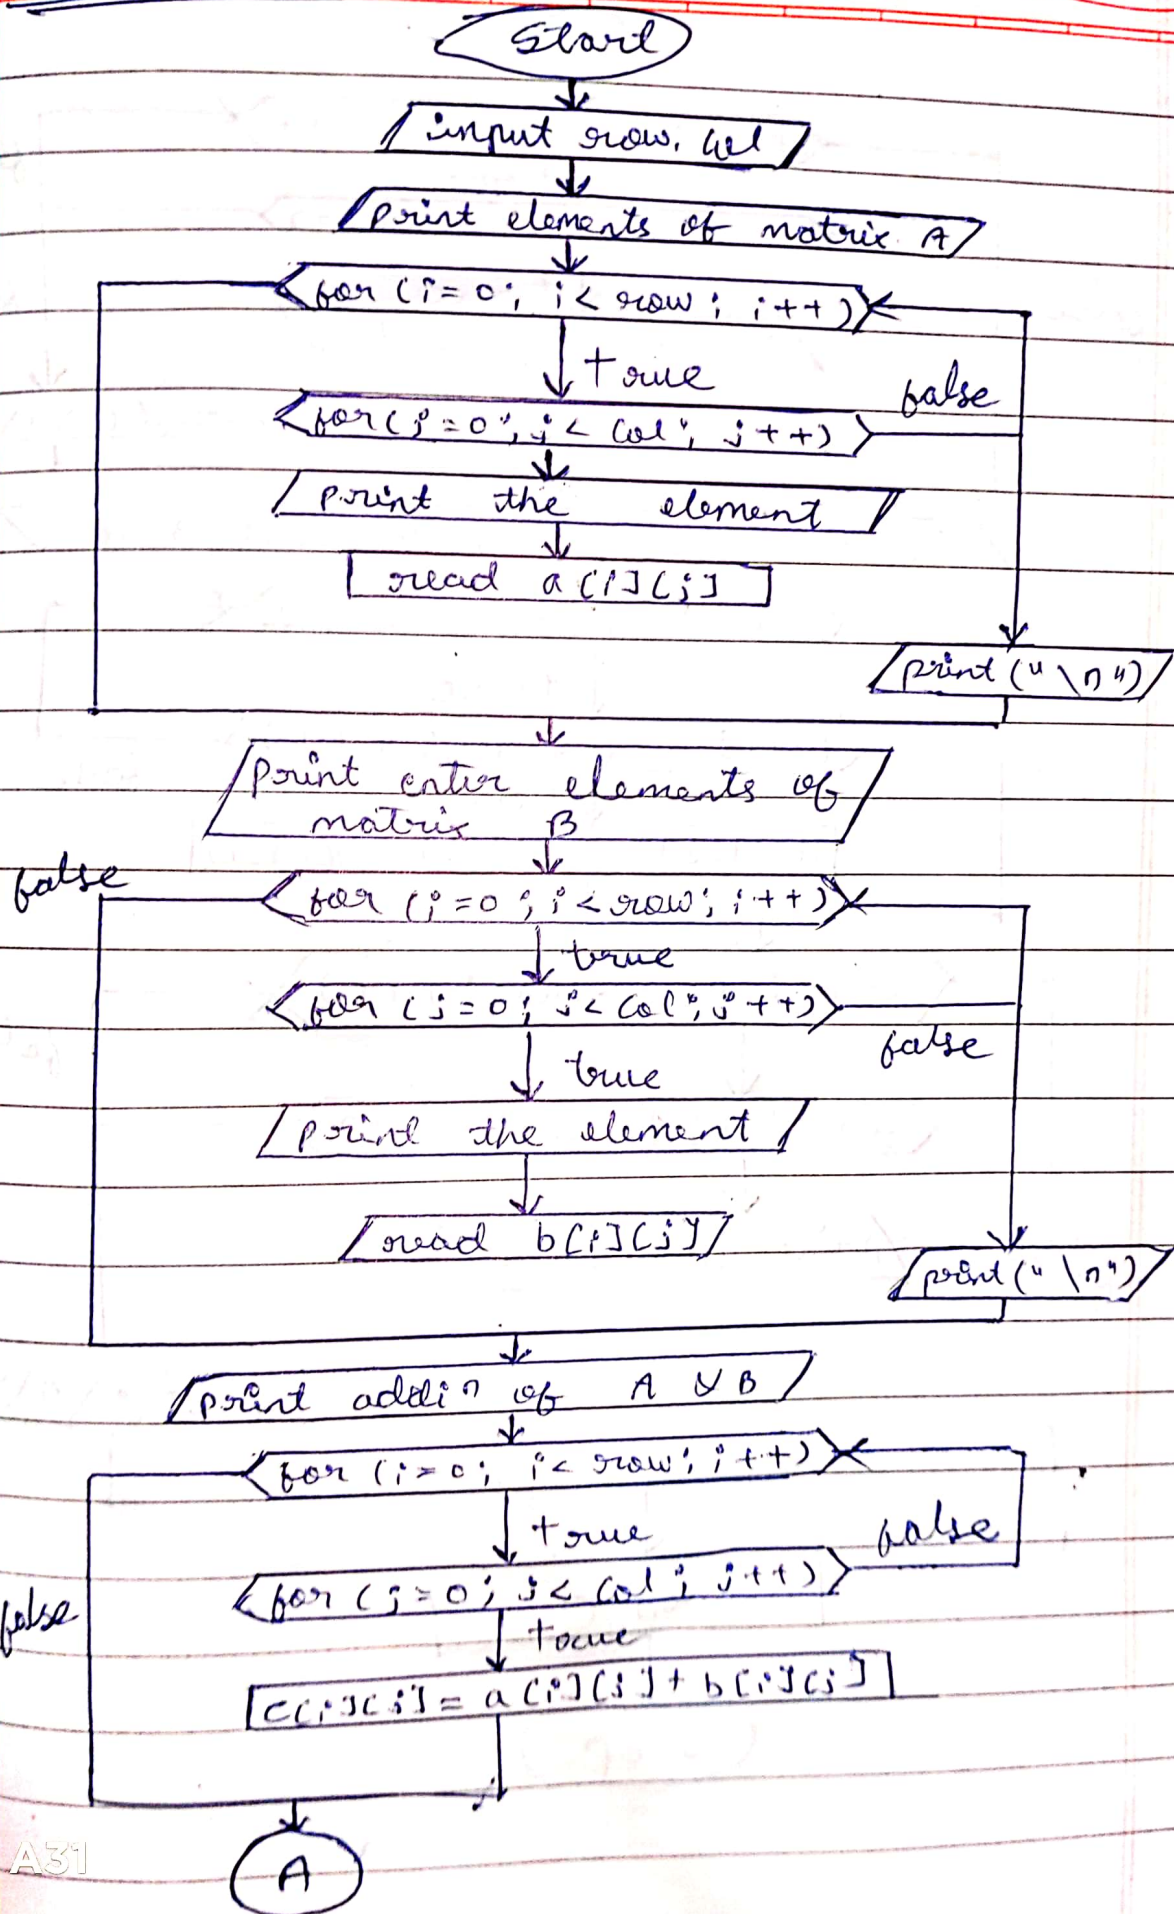 Start
input row, col
print elements of matrix A
for (i=0; i< row; i++)
true
false
for(j=0; j< Col; j++)
print the element
read a[i][j]
print("\n")
print enter elements of
matrix B
false
for (i=0; i<row; i++)
true
for (j=0; j< Col; j++)
false
true
print the element
read b[i][j]
print("\n")
print addin of A & B
for (i=0; i< row; i++)
true
false
for (j=0; j< Col; j++)
false
true
c[i][j] = a[i][j] + b[i][j]
A
A31